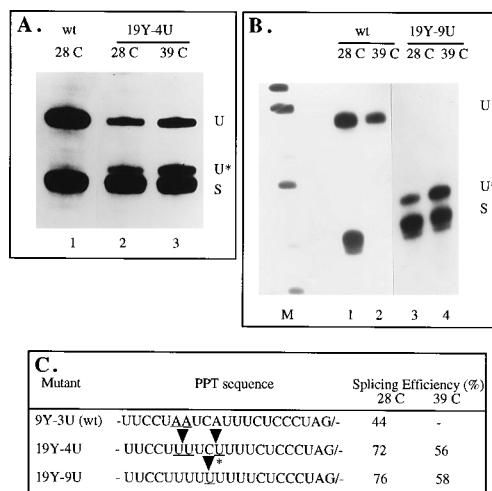 A.
wt 19Y-4U
28 C 28 C 39 C
U
U*
S
1 2 3
B.
wt 19Y-9U
28 C 39 C 28 C 39 C
U
U*
S
M 1 2 3 4
C.
Mutant PPT sequence Splicing Efficiency (%)
28 C 39 C
9Y-3U (wt) -UUCCUAAUCAUUUCUCCCUAG/- 44 -
19Y-4U -UUCCUUUUCUUUUCUCCCUAG/- 72 56
*
19Y-9U -UUCCUUUUUUUUUCUCCCUAG/- 76 58